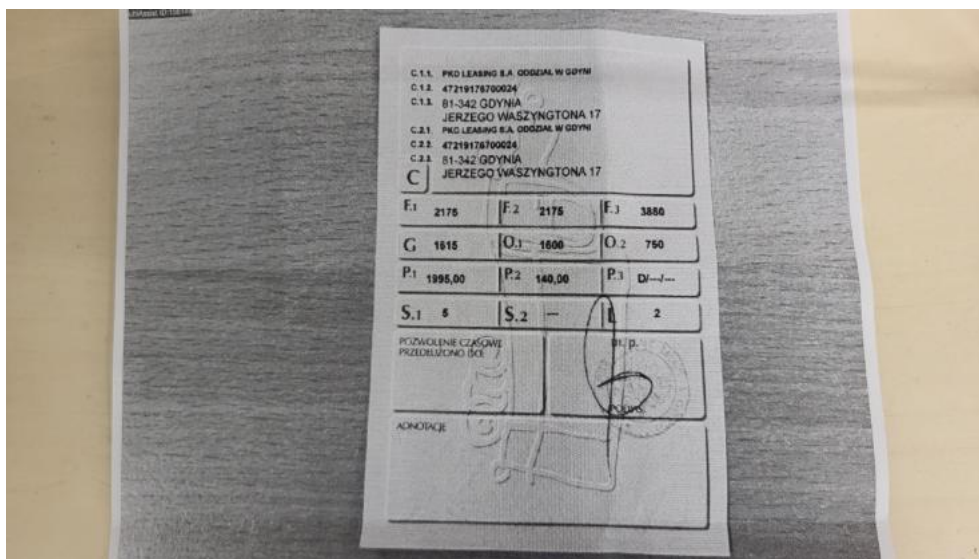 C.1.1. PKO LEASING S.A. ODDZIAŁ W GDYNI
C.1.2. 47219176700024
C.1.3. 81-342 GDYNIA
JERZEGO WASZYNGTONA 17
C.2.1. PKO LEASING S.A. ODDZIAŁ W GDYNI
C.2.2. 47219176700024
C.2.3. 81-342 GDYNIA
C JERZEGO WASZYNGTONA 17
F.1 2175 F.2 2175 F.3 3850
G 1615 O.1 1600 O.2 750
P.1 1995,00 P.2 140,00 P.3 D/---/---
S.1 5 S.2 — L 2
POZWOLENIE CZASOWE
PRZEDŁUŻONO DO: m. p.
PODPIS
ADNOTACJE